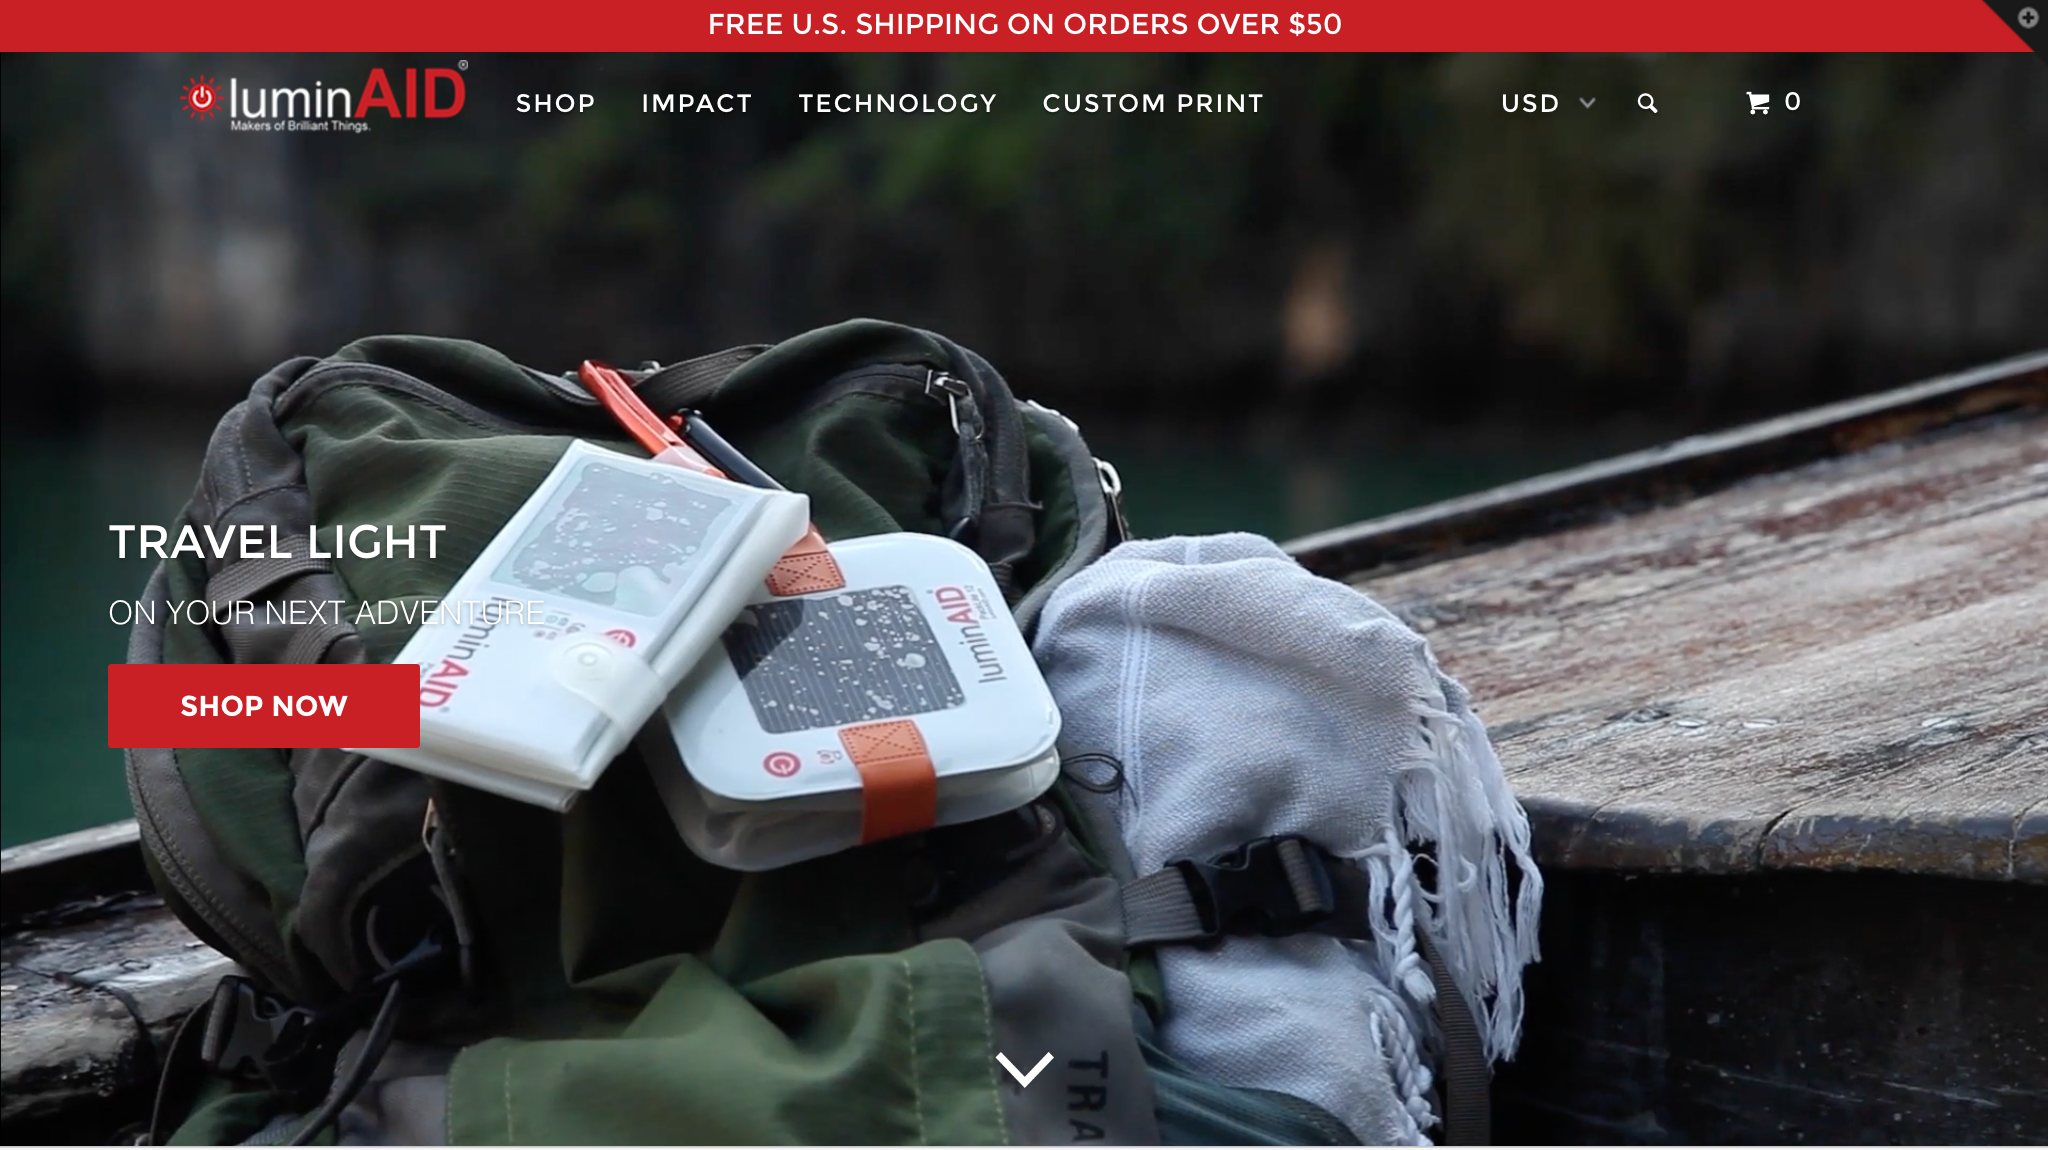 FREE U.S. SHIPPING ON ORDERS OVER $50
luminAID®
Makers of Brilliant Things.
SHOP
IMPACT
TECHNOLOGY
CUSTOM PRINT
USD
0
TRAVEL LIGHT
ON YOUR NEXT ADVENTURE
SHOP NOW
luminAID
luminAID
TRA